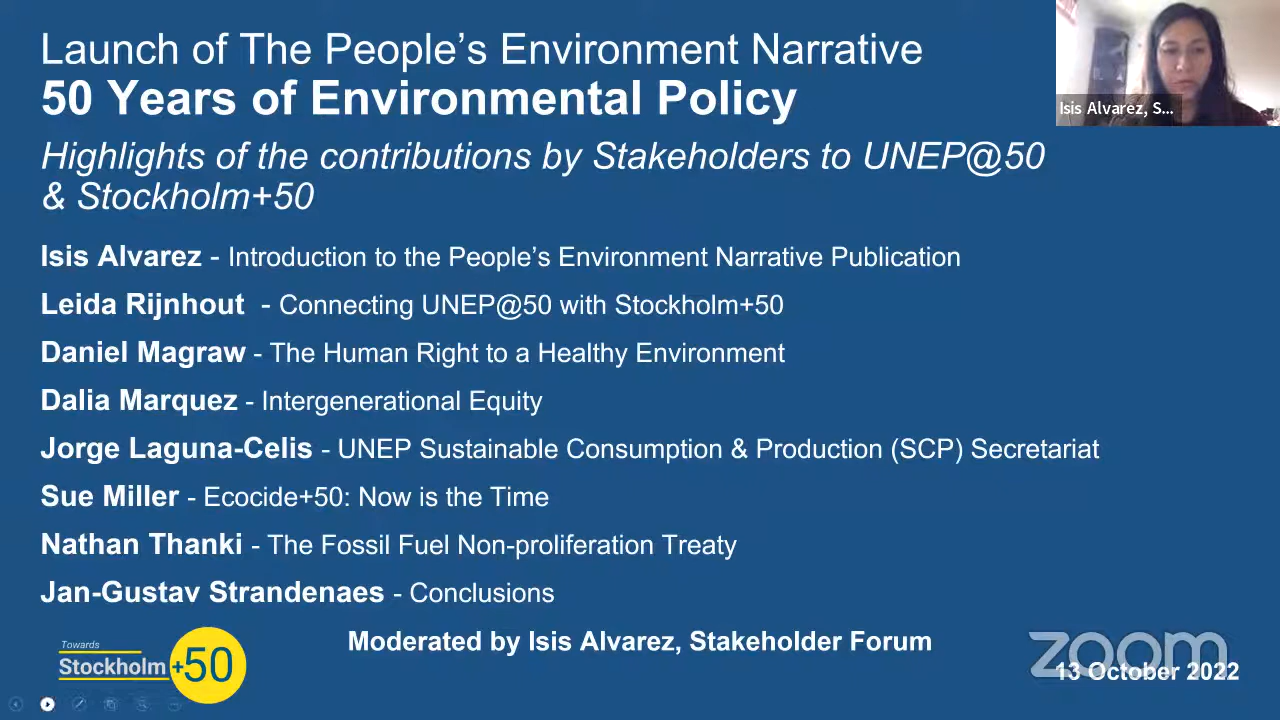 Launch of The People’s Environment Narrative
50 Years of Environmental Policy
Highlights of the contributions by Stakeholders to UNEP@50
& Stockholm+50
Isis Alvarez, S...
Isis Alvarez - Introduction to the People’s Environment Narrative Publication
Leida Rijnhout - Connecting UNEP@50 with Stockholm+50
Daniel Magraw - The Human Right to a Healthy Environment
Dalia Marquez - Intergenerational Equity
Jorge Laguna-Celis - UNEP Sustainable Consumption & Production (SCP) Secretariat
Sue Miller - Ecocide+50: Now is the Time
Nathan Thanki - The Fossil Fuel Non-proliferation Treaty
Jan-Gustav Strandenaes - Conclusions
Moderated by Isis Alvarez, Stakeholder Forum
Towards
Stockholm +50
zoom
13 October 2022